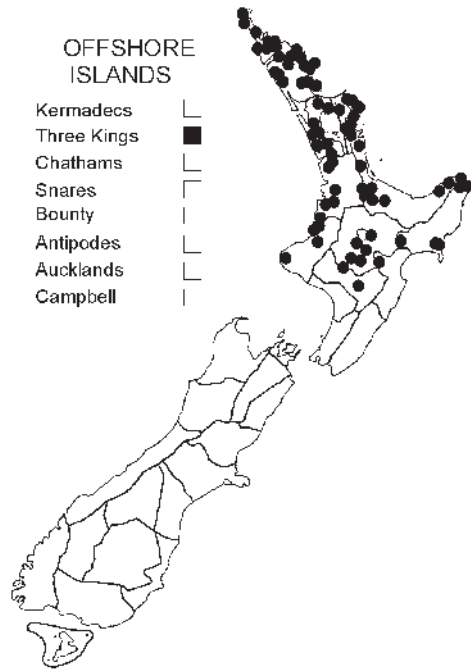 OFFSHORE
ISLANDS
Kermadecs
Three Kings
Chathams
Snares
Bounty
Antipodes
Aucklands
Campbell